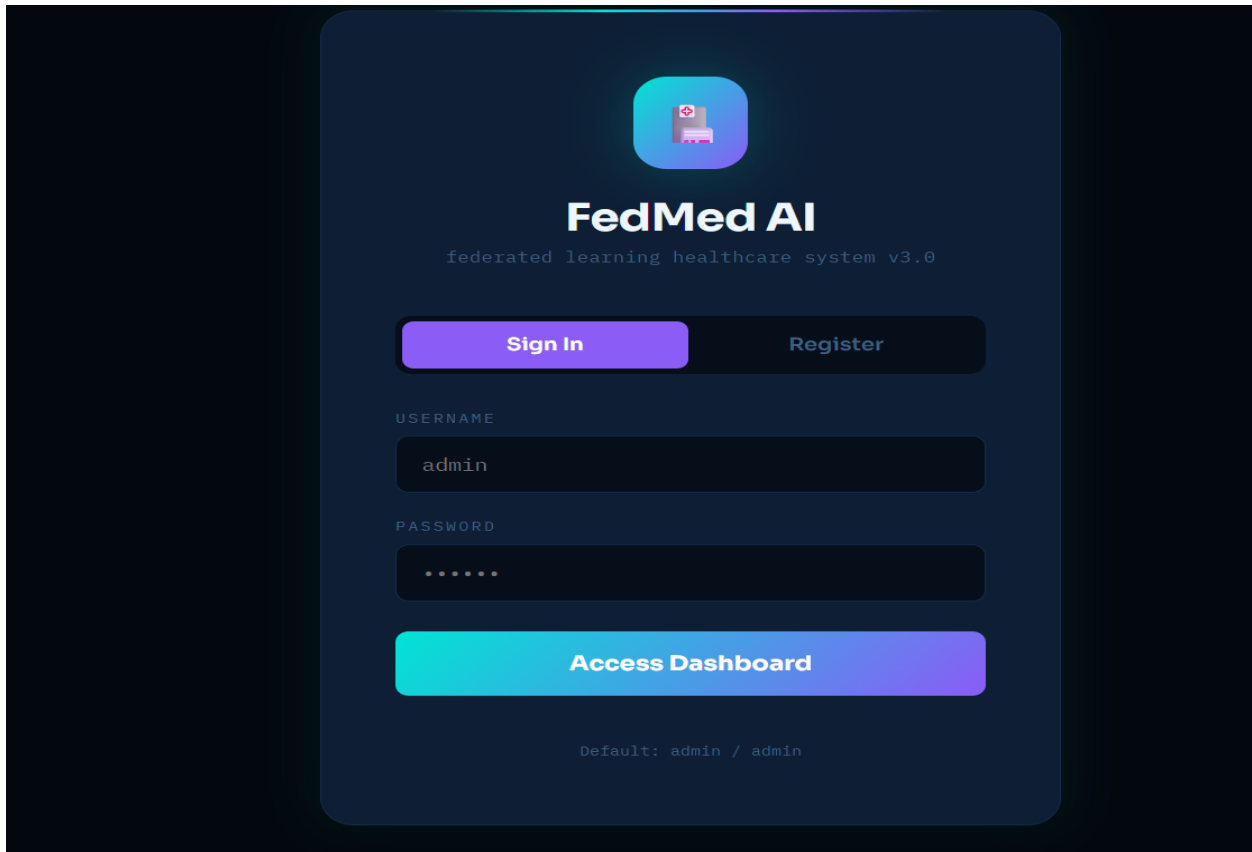 FedMed AI
federated learning healthcare system v3.0
Sign In Register
USERNAME
admin
PASSWORD
••••••
Access Dashboard
Default: admin / admin